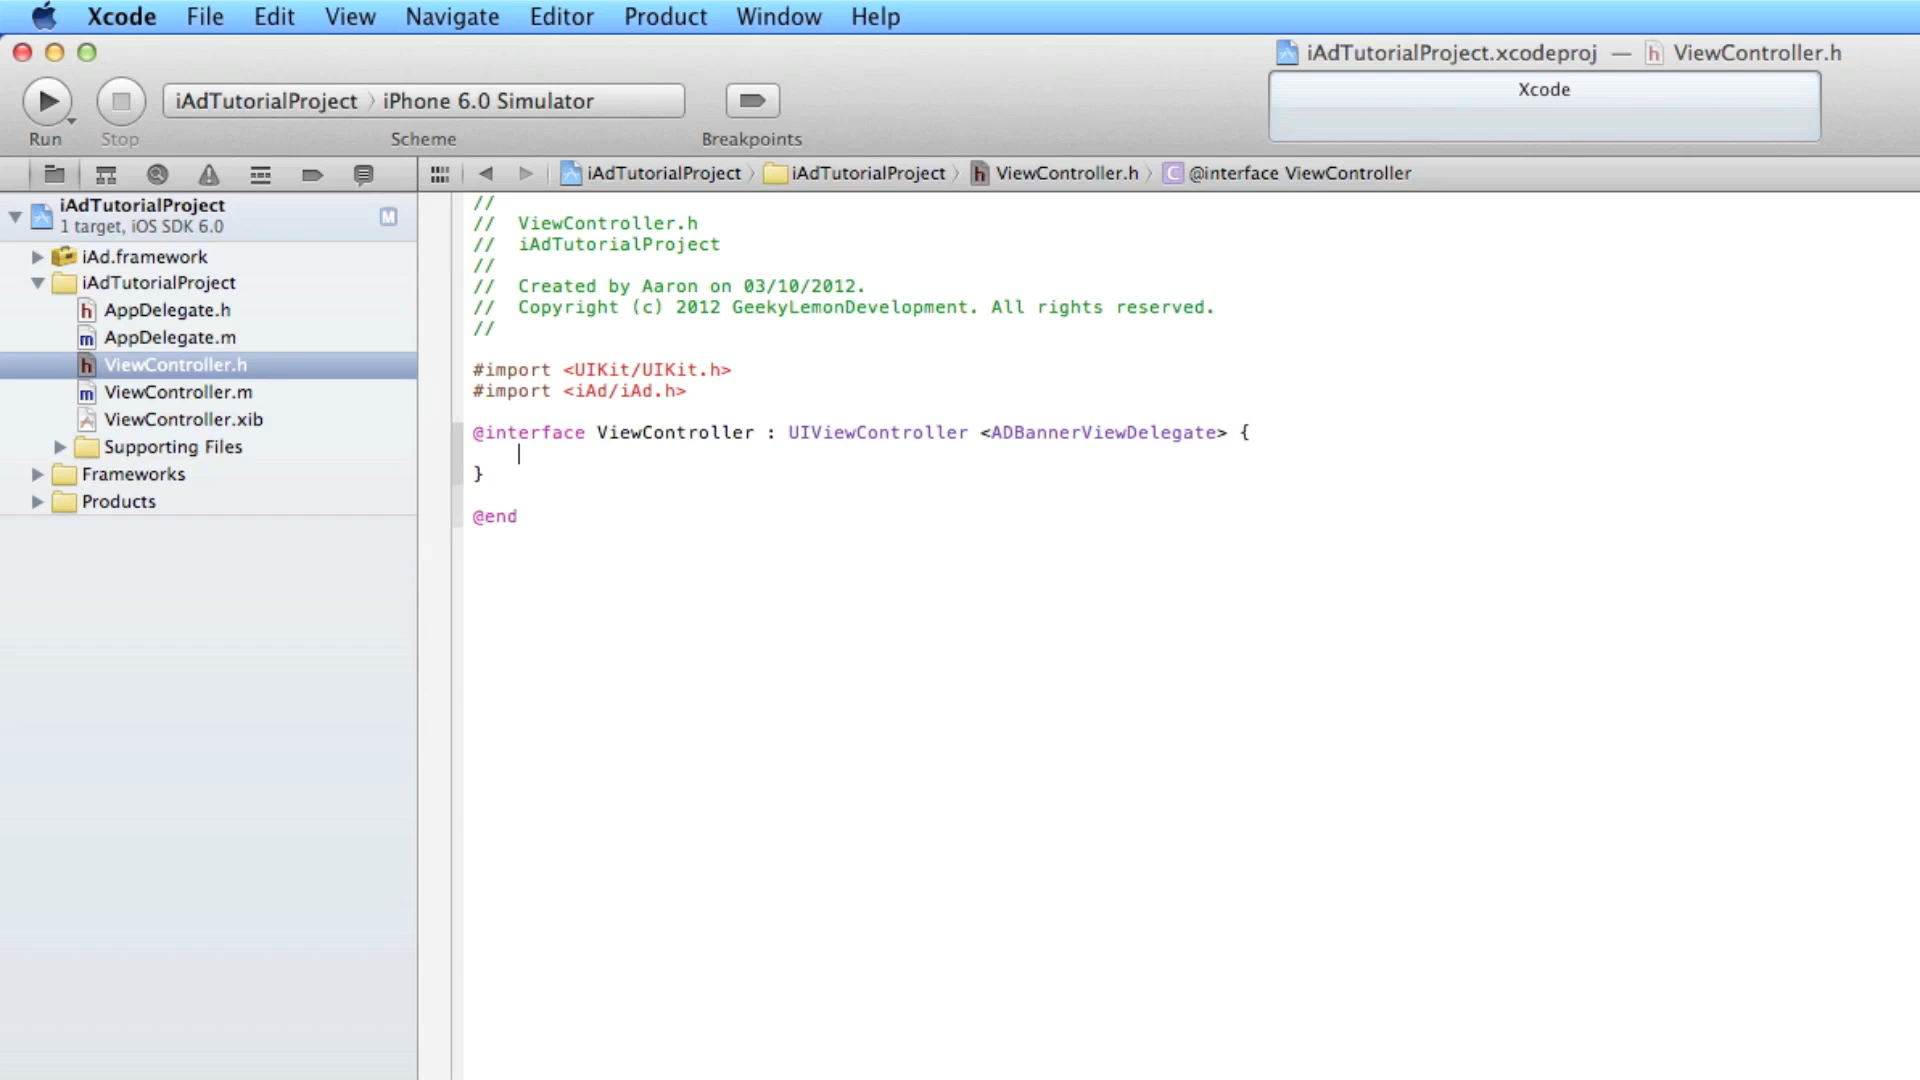 Xcode File Edit View Navigate Editor Product Window Help
iAdTutorialProject.xcodeproj — h ViewController.h
iAdTutorialProject 〉 iPhone 6.0 Simulator
Xcode
Run Stop Scheme Breakpoints
iAdTutorialProject 〉 iAdTutorialProject 〉 h ViewController.h 〉 C @interface ViewController
iAdTutorialProject M
1 target, iOS SDK 6.0
iAd.framework
iAdTutorialProject
h AppDelegate.h
m AppDelegate.m
h ViewController.h
m ViewController.m
ViewController.xib
Supporting Files
Frameworks
Products
//
// ViewController.h
// iAdTutorialProject
//
// Created by Aaron on 03/10/2012.
// Copyright (c) 2012 GeekyLemonDevelopment. All rights reserved.
//
#import <UIKit/UIKit.h>
#import <iAd/iAd.h>
@interface ViewController : UIViewController <ADBannerViewDelegate> {
}
@end